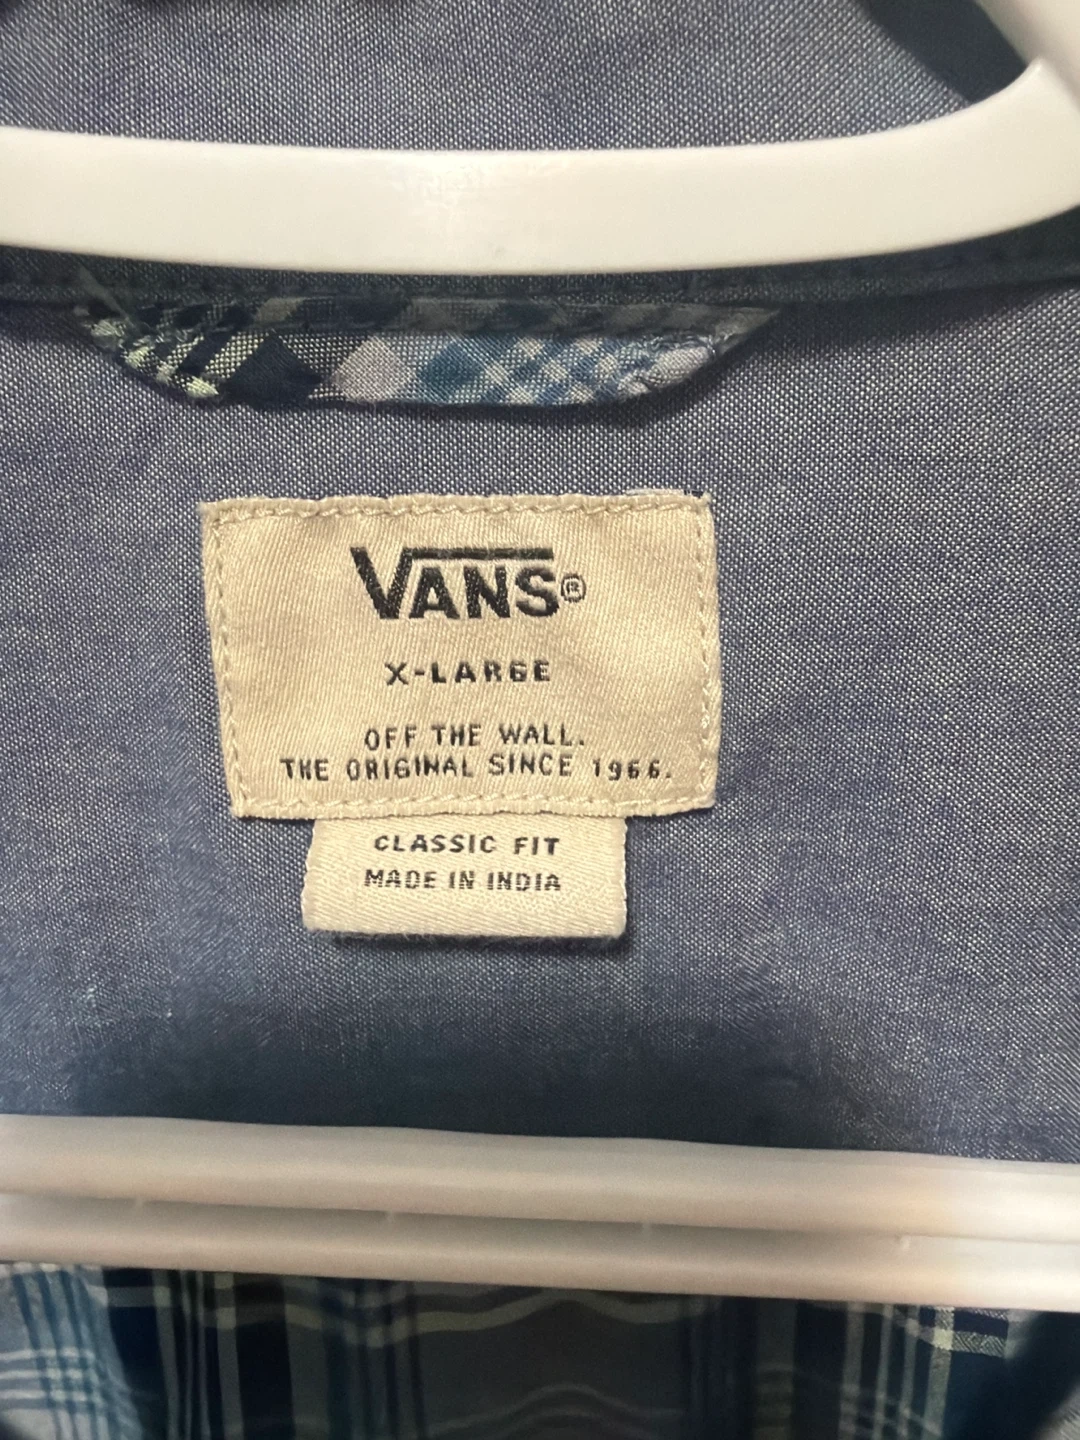 VANS®
X-LARGE
OFF THE WALL.
THE ORIGINAL SINCE 1966.
CLASSIC FIT
MADE IN INDIA